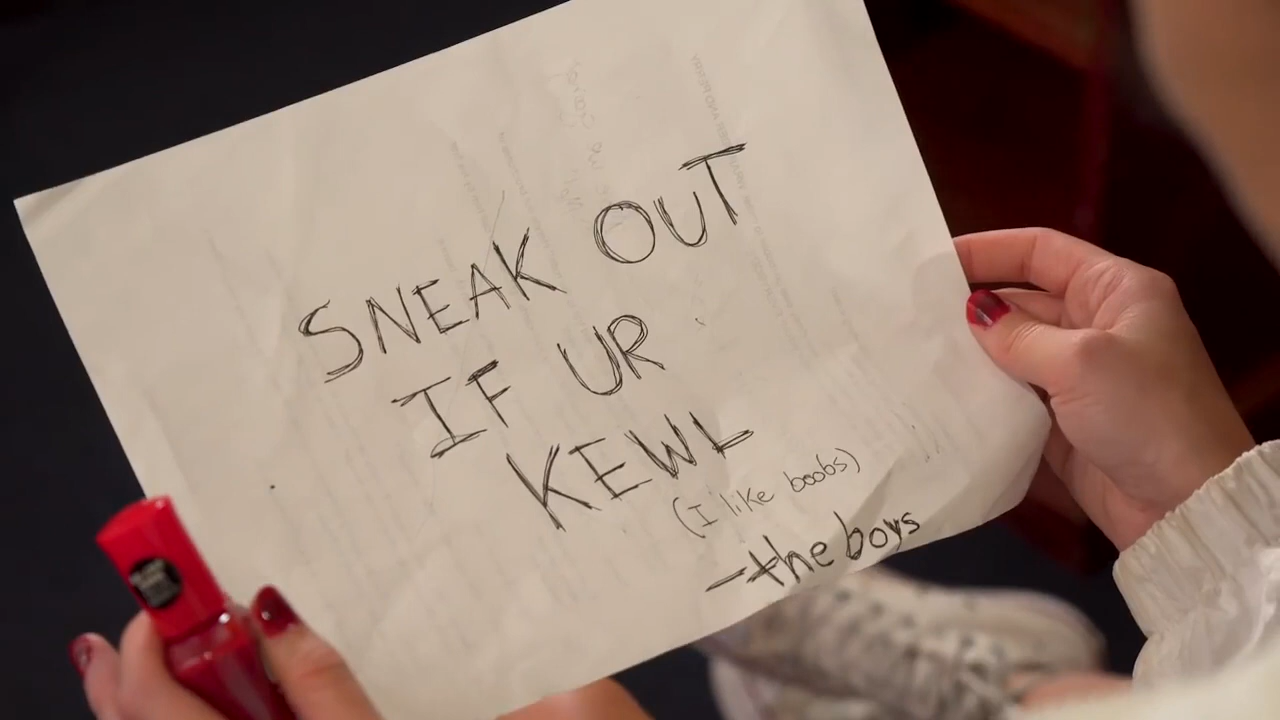 SNEAK OUT
IF UR
KEWL
(I like boobs)
-the boys